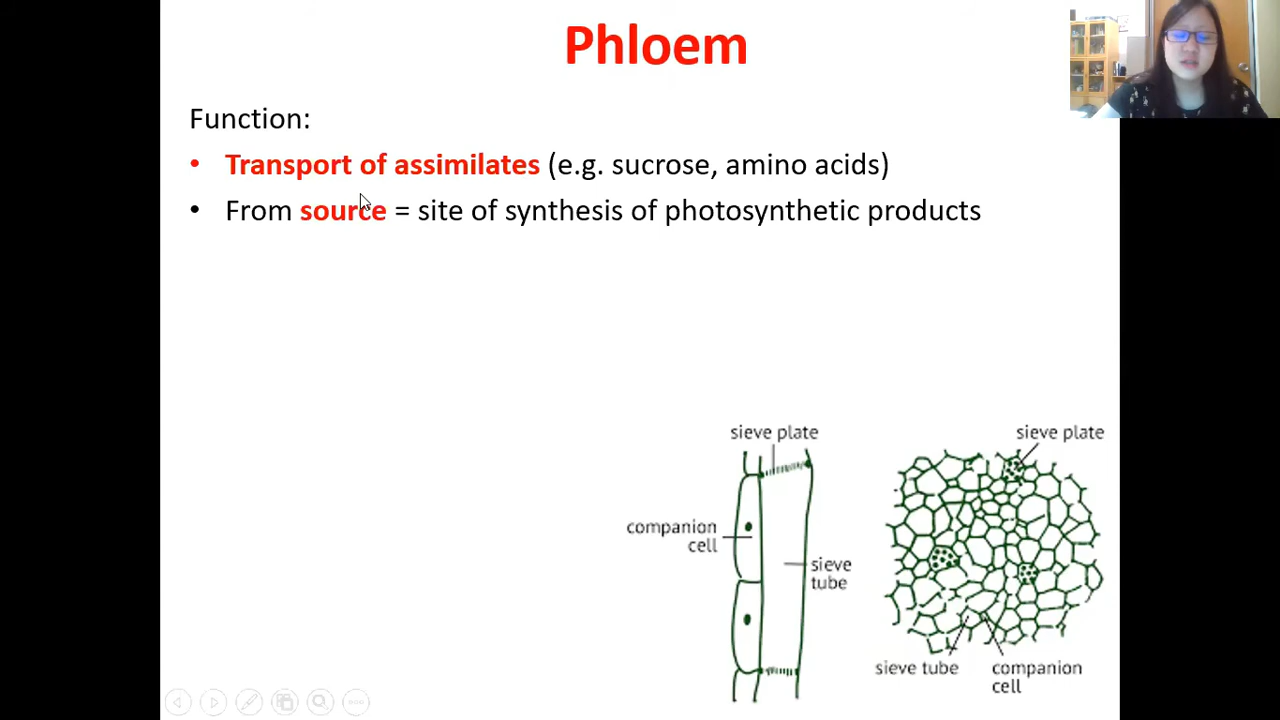 Phloem
Function:
• Transport of assimilates (e.g. sucrose, amino acids)
• From source = site of synthesis of photosynthetic products
sieve plate
companion
cell
sieve
tube
sieve plate
sieve tube
companion
cell